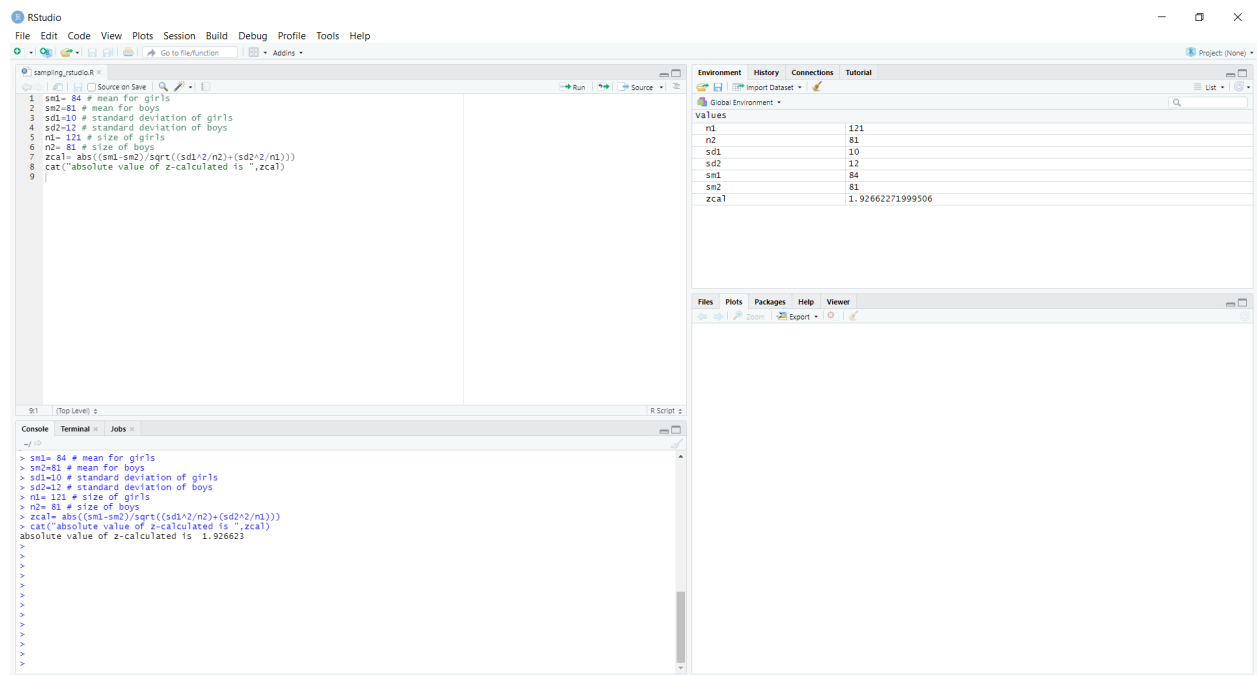 RStudio
File Edit Code View Plots Session Build Debug Profile Tools Help
Go to file/function Addins
Project: (None)
sampling_rstudio.R
Source on Save Run Source
1 sm1= 84 # mean for girls
2 sm2=81 # mean for boys
3 sd1=10 # standard deviation of girls
4 sd2=12 # standard deviation of boys
5 n1= 121 # size of girls
6 n2= 81 # size of boys
7 zcal= abs((sm1-sm2)/sqrt((sd1^2/n2)+(sd2^2/n1)))
8 cat("absolute value of z-calculated is ",zcal)
9
9:1 (Top Level) R Script
Console Terminal Jobs
~/
> sm1= 84 # mean for girls
> sm2=81 # mean for boys
> sd1=10 # standard deviation of girls
> sd2=12 # standard deviation of boys
> n1= 121 # size of girls
> n2= 81 # size of boys
> zcal= abs((sm1-sm2)/sqrt((sd1^2/n2)+(sd2^2/n1)))
> cat("absolute value of z-calculated is ",zcal)
absolute value of z-calculated is  1.926623
>
>
>
>
>
>
>
>
>
>
>
>
>
Environment History Connections Tutorial
Import Dataset List
Global Environment
values
n1 121
n2 81
sd1 10
sd2 12
sm1 84
sm2 81
zcal 1.92662271999506
Files Plots Packages Help Viewer
Zoom Export